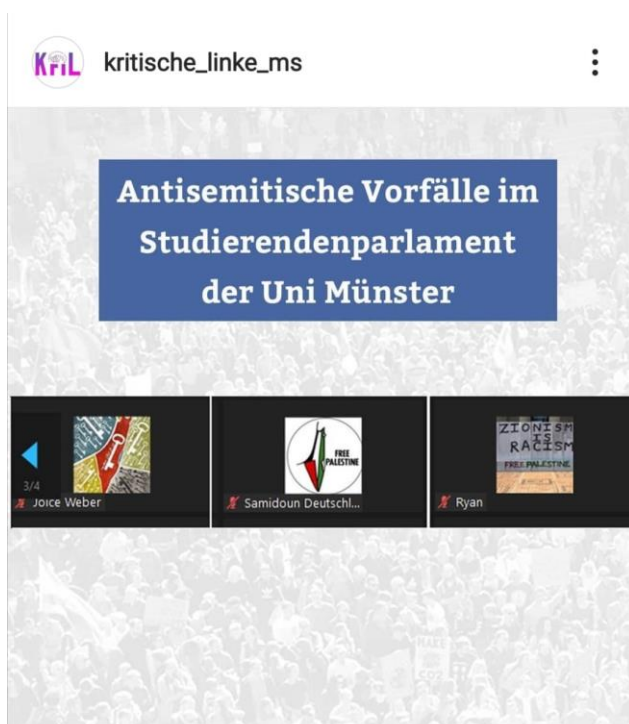 KriL kritische_linke_ms
Antisemitische Vorfälle im
Studierendenparlament
der Uni Münster
3/4
Joice Weber
FREE
PALESTINE
Samidoun Deutschl...
ZIONISM
IS
RACISM
FREE PALESTINE
Ryan